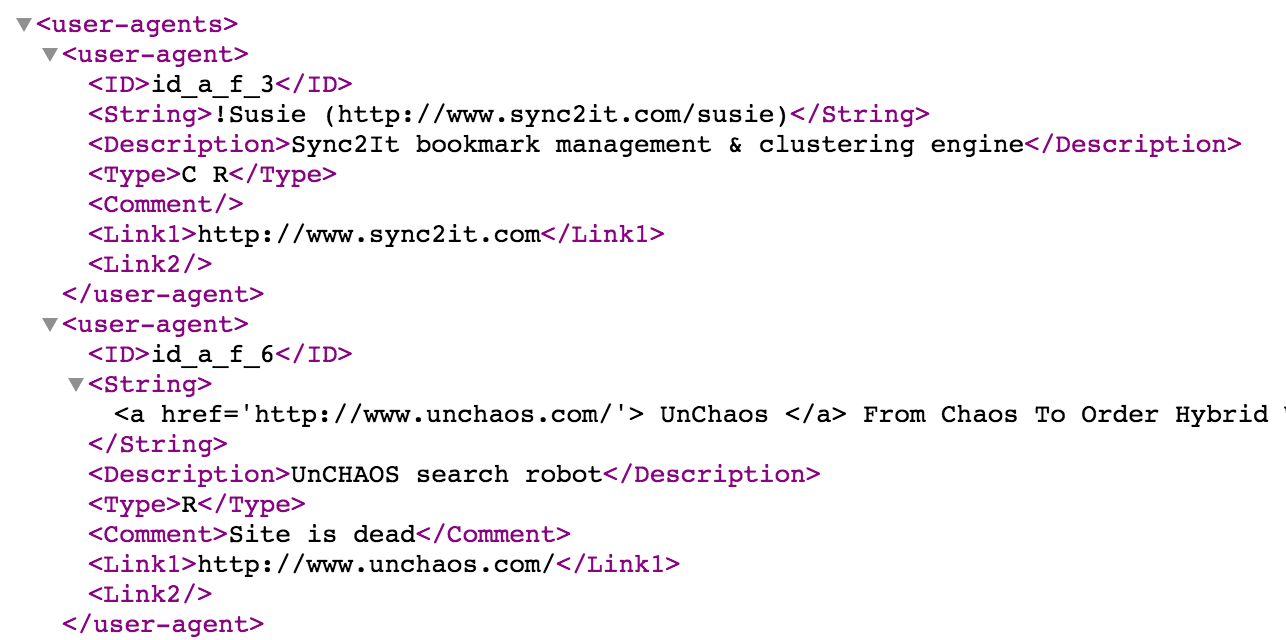 <user-agents>
<user-agent>
<ID>id_a_f_3</ID>
<String>!Susie (http://www.sync2it.com/susie)</String>
<Description>Sync2It bookmark management & clustering engine</Description>
<Type>C R</Type>
<Comment/>
<Link1>http://www.sync2it.com</Link1>
<Link2/>
</user-agent>
<user-agent>
<ID>id_a_f_6</ID>
<String>
<a href='http://www.unchaos.com/'> UnChaos </a> From Chaos To Order Hybrid
</String>
<Description>UnCHAOS search robot</Description>
<Type>R</Type>
<Comment>Site is dead</Comment>
<Link1>http://www.unchaos.com/</Link1>
<Link2/>
</user-agent>